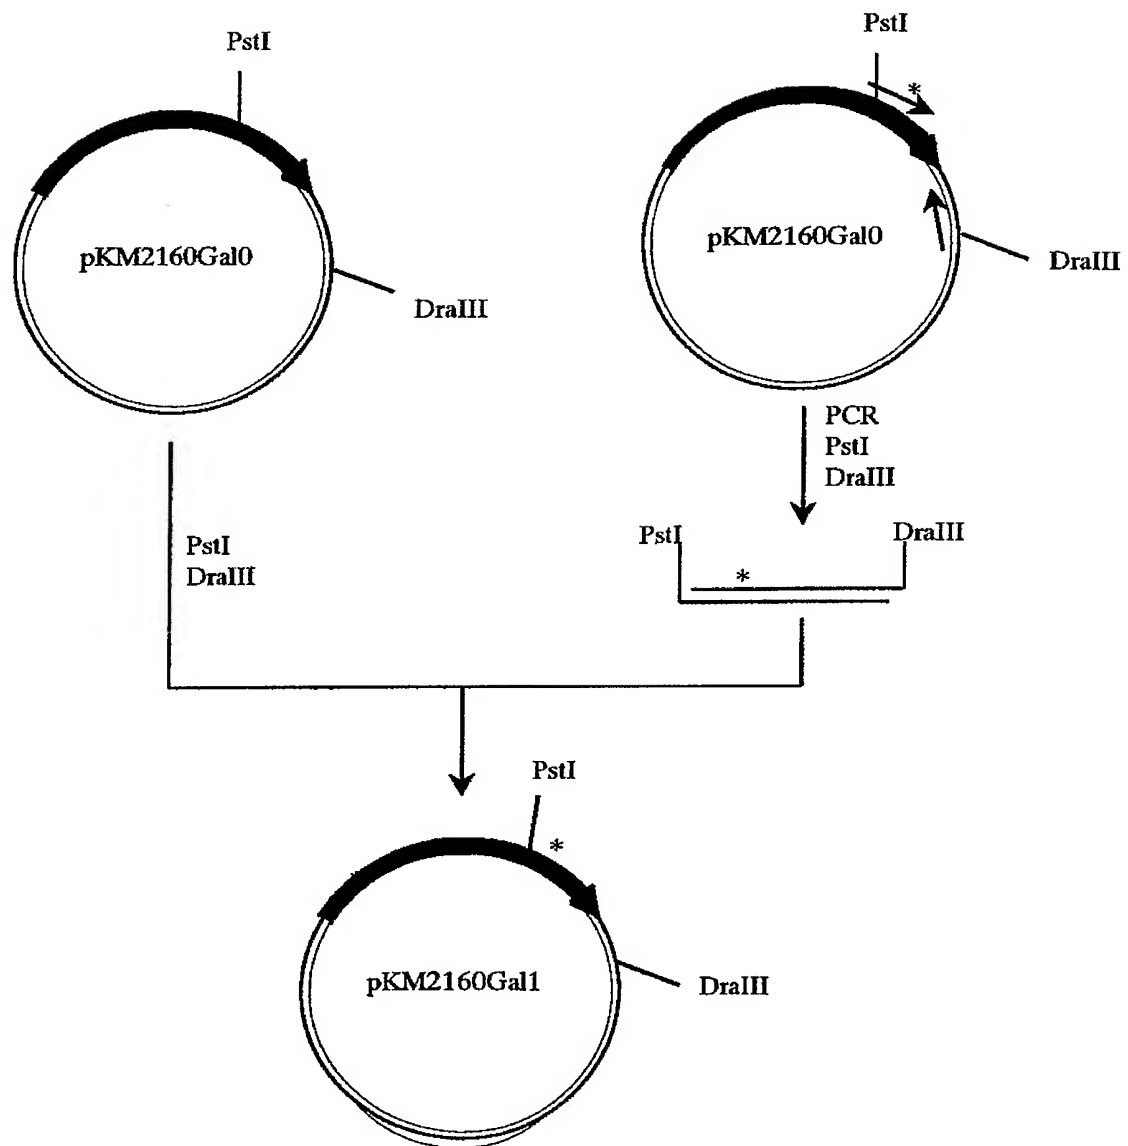 PstI
pKM2160Gal0
DraIII
PstI
*
pKM2160Gal0
DraIII
PstI
DraIII
PCR
PstI
DraIII
PstI
DraIII
*
PstI
*
pKM2160Gal1
DraIII